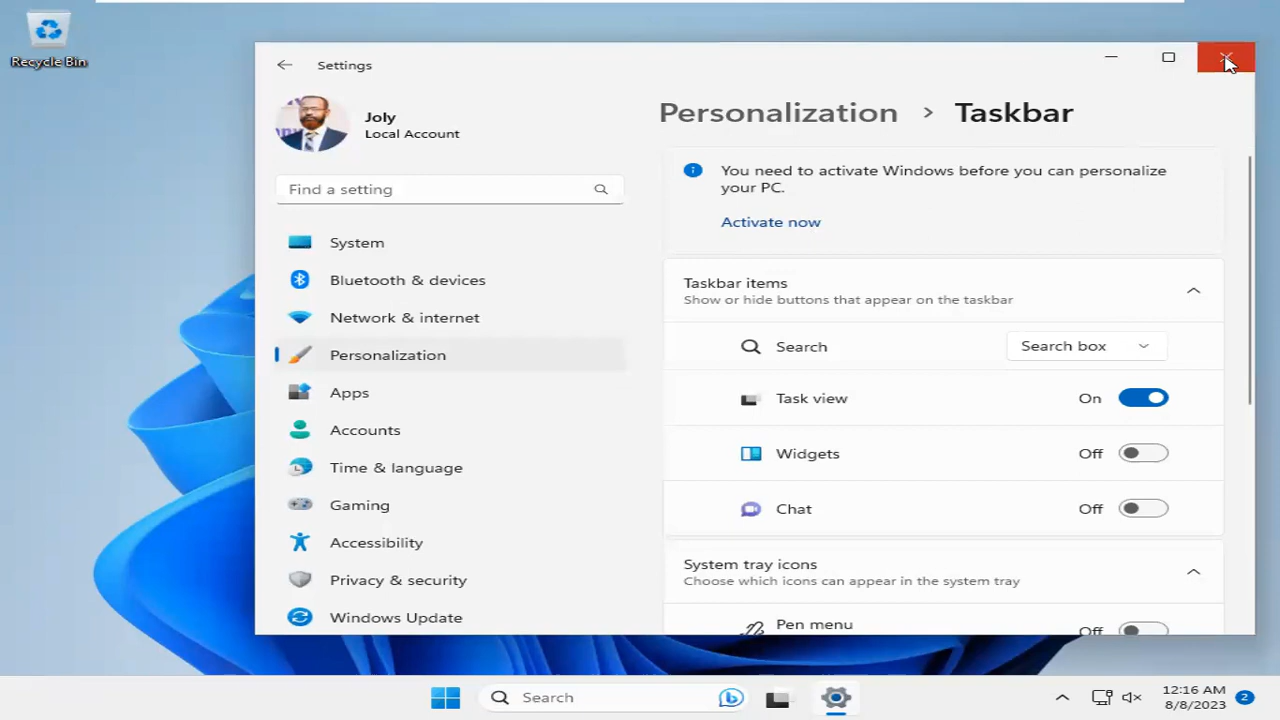 Recycle Bin
Settings
Joly
Local Account
Find a setting
System
Bluetooth & devices
Network & internet
Personalization
Apps
Accounts
Time & language
Gaming
Accessibility
Privacy & security
Windows Update
Personalization > Taskbar
You need to activate Windows before you can personalize
your PC.
Activate now
Taskbar items
Show or hide buttons that appear on the taskbar
Search Search box
Task view On
Widgets Off
Chat Off
System tray icons
Choose which icons can appear in the system tray
Pen menu Off
Search
12:16 AM
8/8/2023
2